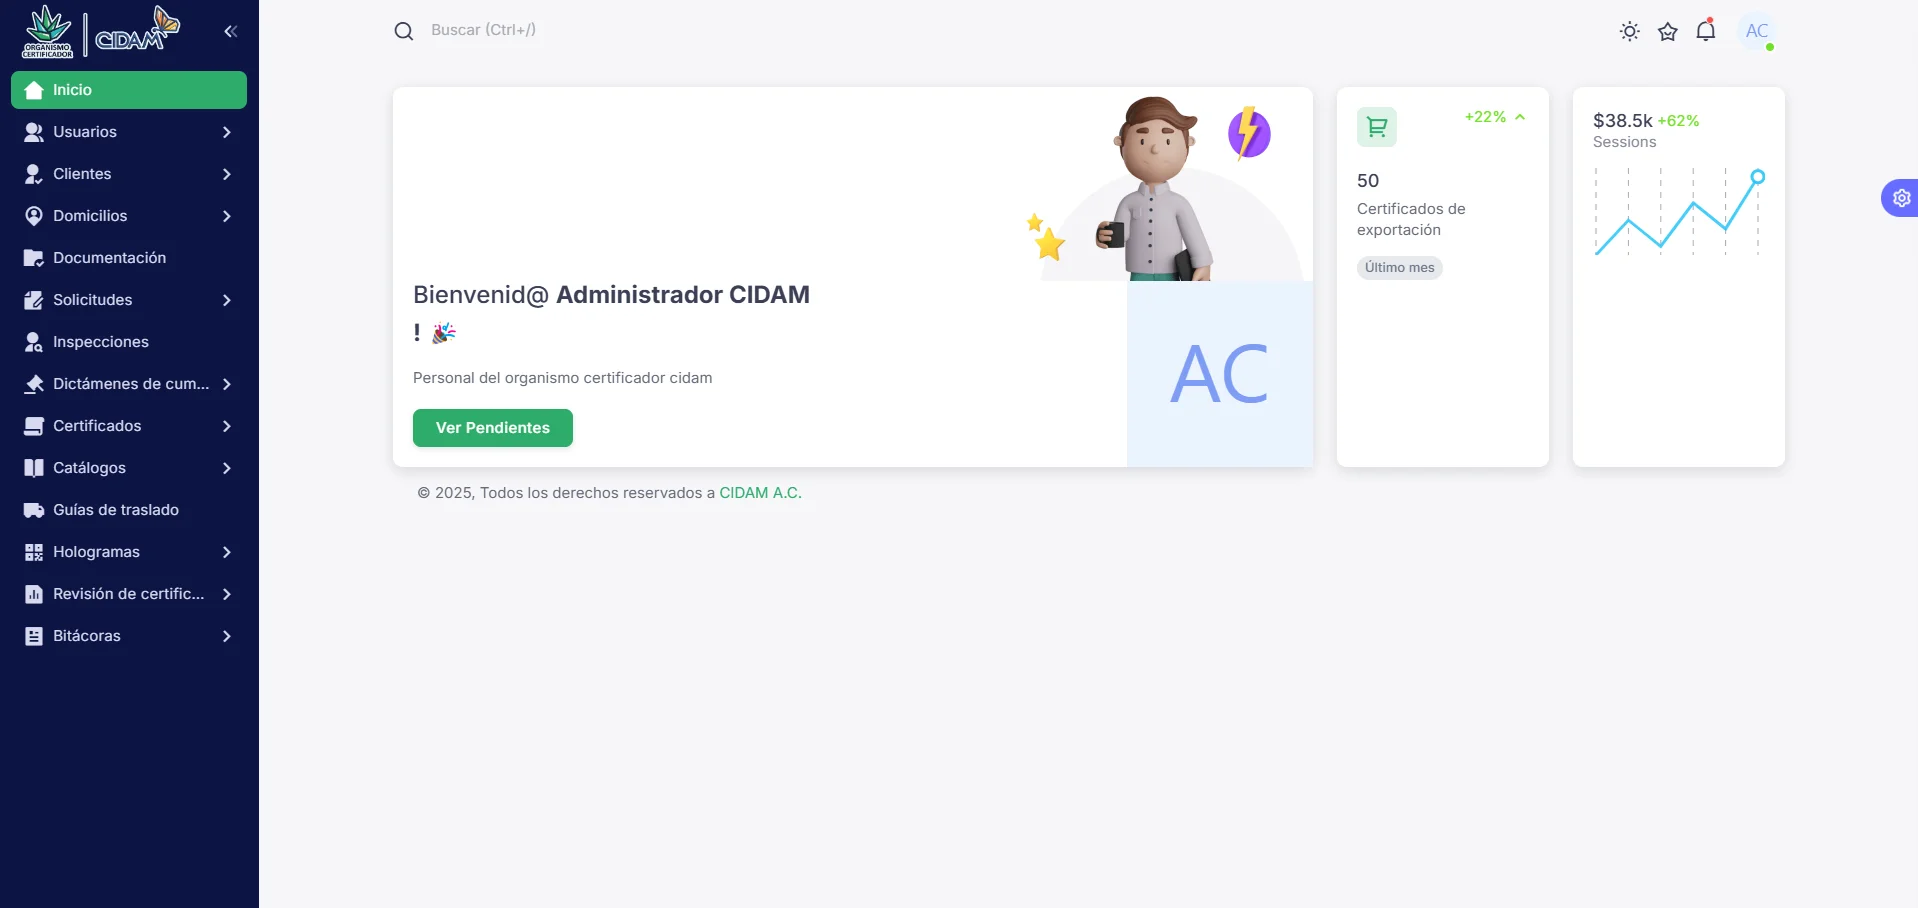 ORGANISMO
CERTIFICADOR
CIDAM
Inicio
Usuarios
Clientes
Domicilios
Documentación
Solicitudes
Inspecciones
Dictámenes de cum...
Certificados
Catálogos
Guías de traslado
Hologramas
Revisión de certific...
Bitácoras
Buscar (Ctrl+/)
AC
Bienvenid@ Administrador CIDAM
! 🎉
Personal del organismo certificador cidam
Ver Pendientes
AC
+22%
50
Certificados de
exportación
Último mes
$38.5k +62%
Sessions
© 2025, Todos los derechos reservados a CIDAM A.C.